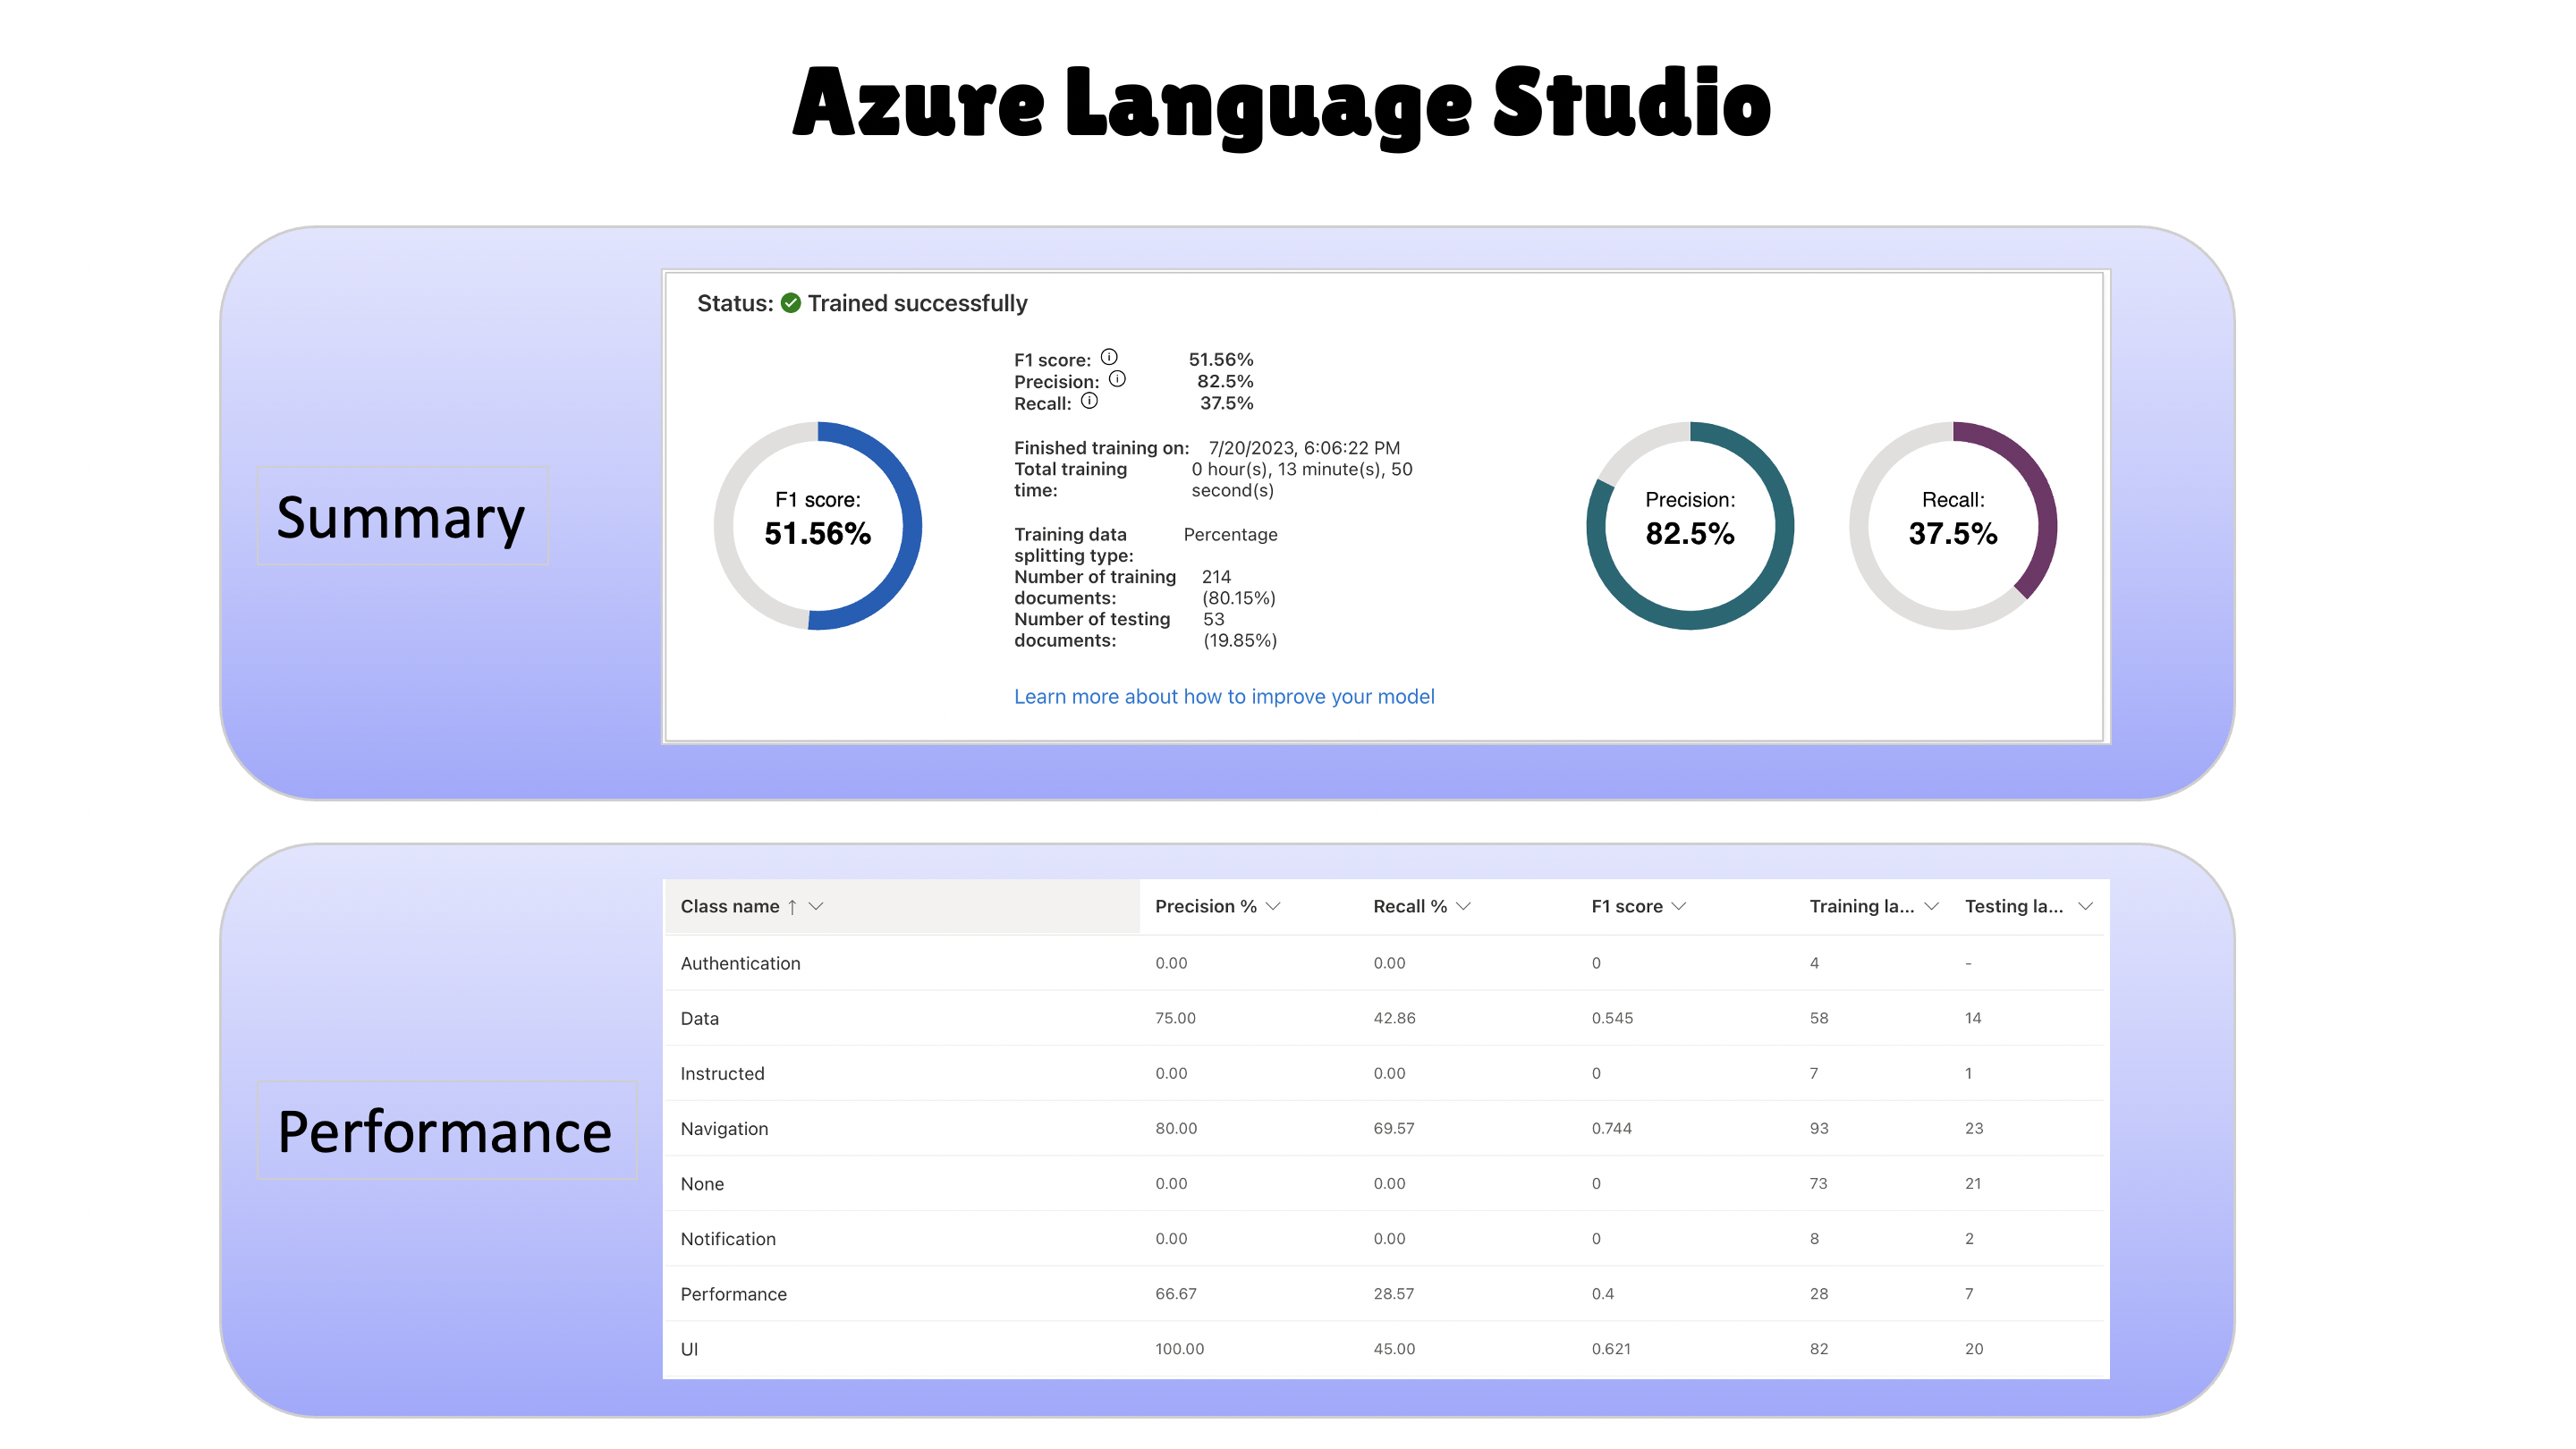 Azure Language Studio
Summary
Status: Trained successfully
F1 score: 51.56%
Precision: 82.5%
Recall: 37.5%
Finished training on: 7/20/2023, 6:06:22 PM
Total training time: 0 hour(s), 13 minute(s), 50 second(s)
Training data splitting type: Percentage
Number of training documents: 214 (80.15%)
Number of testing documents: 53 (19.85%)
Learn more about how to improve your model
F1 score:
51.56%
Precision:
82.5%
Recall:
37.5%
Performance
Class name ↑ Precision % Recall % F1 score Training la... Testing la...
Authentication 0.00 0.00 0 4 -
Data 75.00 42.86 0.545 58 14
Instructed 0.00 0.00 0 7 1
Navigation 80.00 69.57 0.744 93 23
None 0.00 0.00 0 73 21
Notification 0.00 0.00 0 8 2
Performance 66.67 28.57 0.4 28 7
UI 100.00 45.00 0.621 82 20